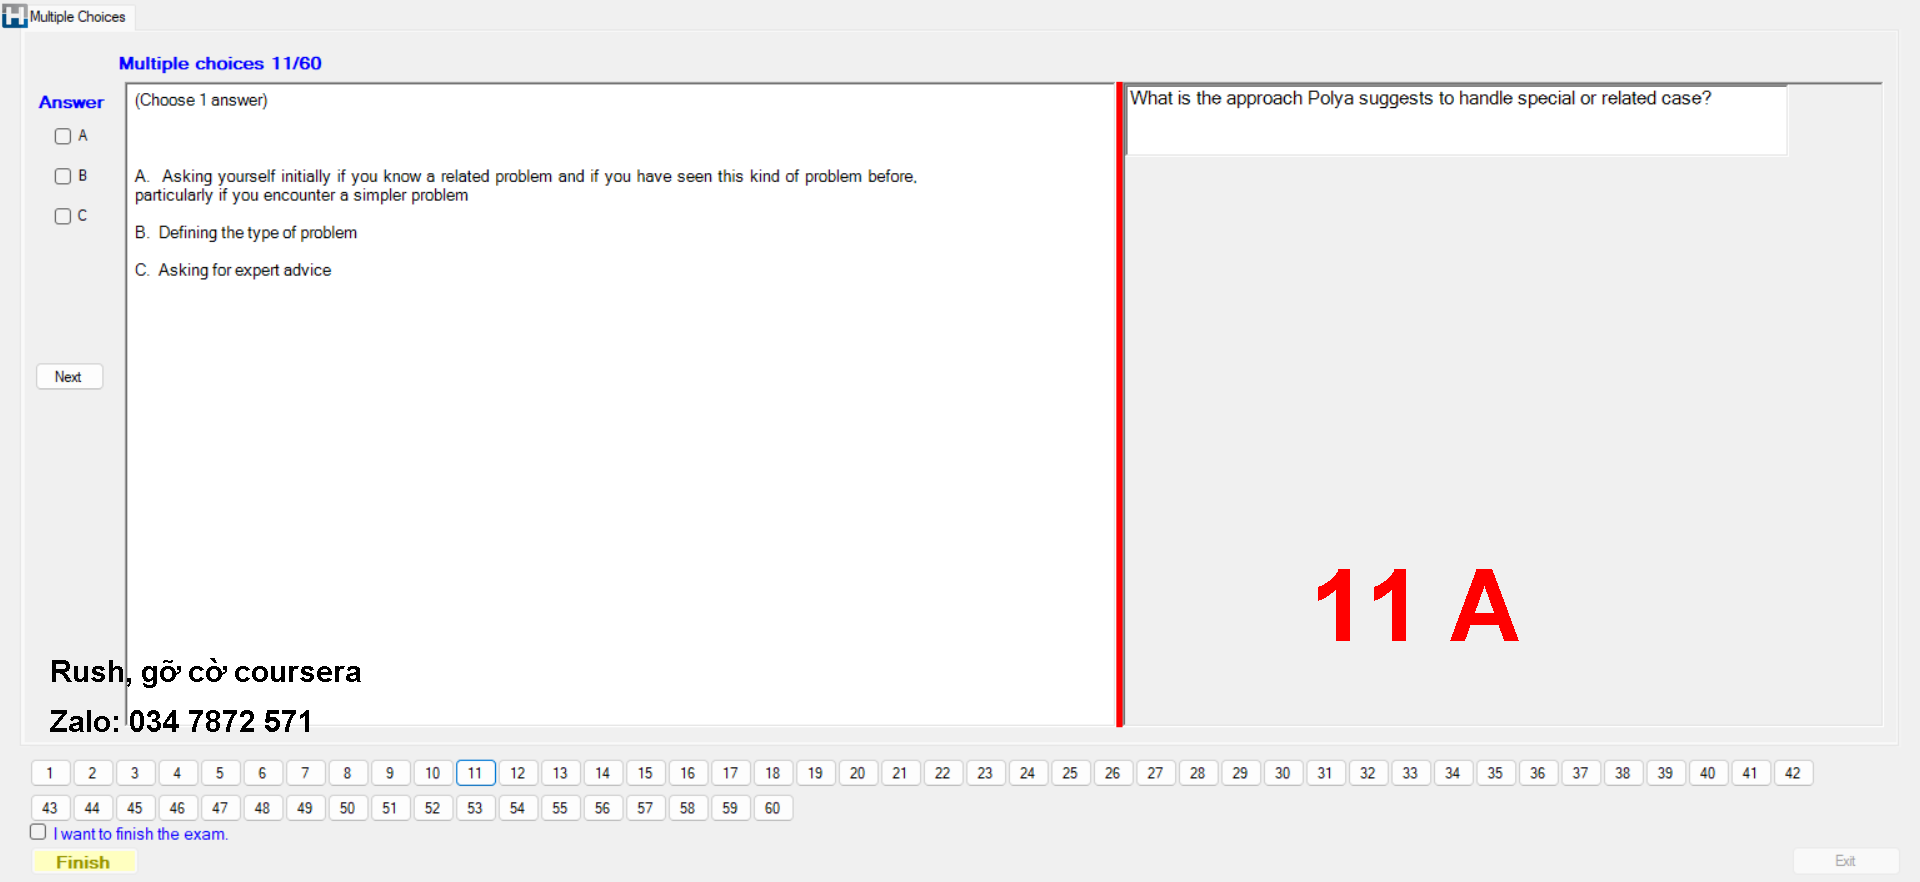 Multiple Choices
Multiple choices 11/60
Answer
A
B
C
Next
(Choose 1 answer)
A. Asking yourself initially if you know a related problem and if you have seen this kind of problem before,
particularly if you encounter a simpler problem
B. Defining the type of problem
C. Asking for expert advice
What is the approach Polya suggests to handle special or related case?
11 A
Rush, gỡ cờ coursera
Zalo: 034 7872 571
1 2 3 4 5 6 7 8 9 10 11 12 13 14 15 16 17 18 19 20 21 22 23 24 25 26 27 28 29 30 31 32 33 34 35 36 37 38 39 40 41 42
43 44 45 46 47 48 49 50 51 52 53 54 55 56 57 58 59 60
I want to finish the exam.
Finish
Exit